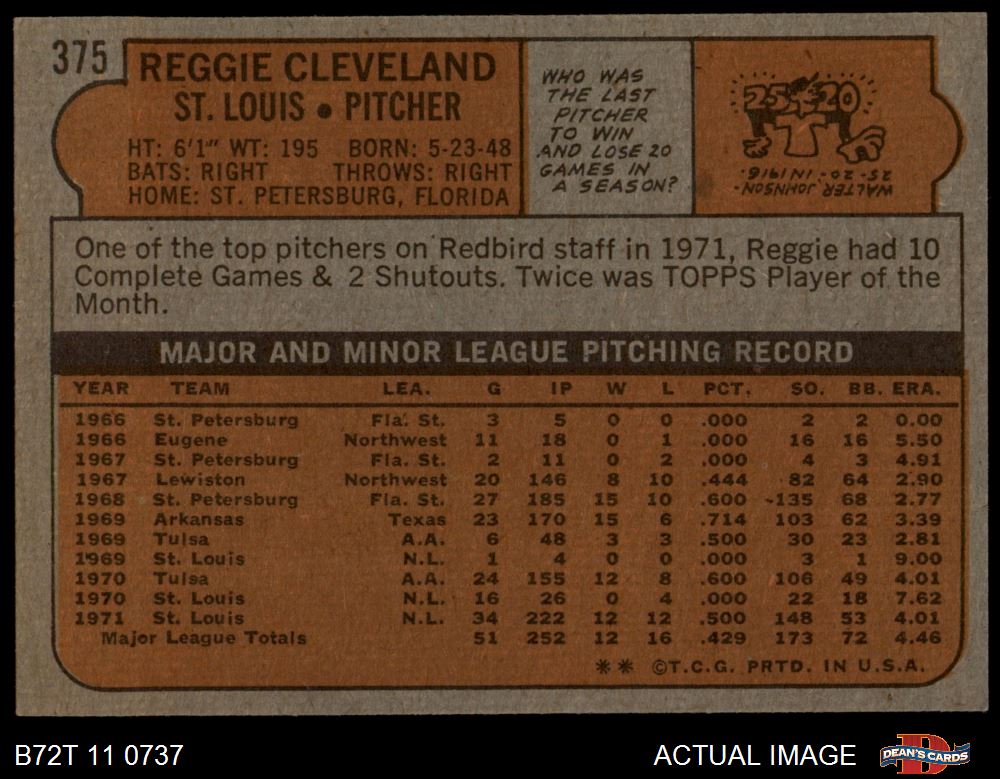 375
REGGIE CLEVELAND
ST. LOUIS • PITCHER
HT: 6'1" WT: 195 BORN: 5-23-48
BATS: RIGHT THROWS: RIGHT
HOME: ST. PETERSBURG, FLORIDA
WHO WAS
THE LAST
PITCHER
TO WIN
AND LOSE 20
GAMES IN
A SEASON?
25 20
T
WALTER JOHNSON-
25-20- IN 1916.
One of the top pitchers on Redbird staff in 1971, Reggie had 10
Complete Games & 2 Shutouts. Twice was TOPPS Player of the
Month.
MAJOR AND MINOR LEAGUE PITCHING RECORD
YEAR TEAM LEA. G IP W L PCT. SO. BB. ERA.
1966 St. Petersburg Fla. St. 3 5 0 0 .000 2 2 0.00
1966 Eugene Northwest 11 18 0 1 .000 16 16 5.50
1967 St. Petersburg Fla. St. 2 11 0 2 .000 4 3 4.91
1967 Lewiston Northwest 20 146 8 10 .444 82 64 2.90
1968 St. Petersburg Fla. St. 27 185 15 10 .600 135 68 2.77
1969 Arkansas Texas 23 170 15 6 .714 103 62 3.39
1969 Tulsa A.A. 6 48 3 3 .500 30 23 2.81
1969 St. Louis N.L. 1 4 0 0 .000 3 1 9.00
1970 Tulsa A.A. 24 155 12 8 .600 106 49 4.01
1970 St. Louis N.L. 16 26 0 4 .000 22 18 7.62
1971 St. Louis N.L. 34 222 12 12 .500 148 53 4.01
Major League Totals 51 252 12 16 .429 173 72 4.46
** ©T.C.G. PRTD. IN U.S.A.
B72T 11 0737
ACTUAL IMAGE
DEAN'S CARDS